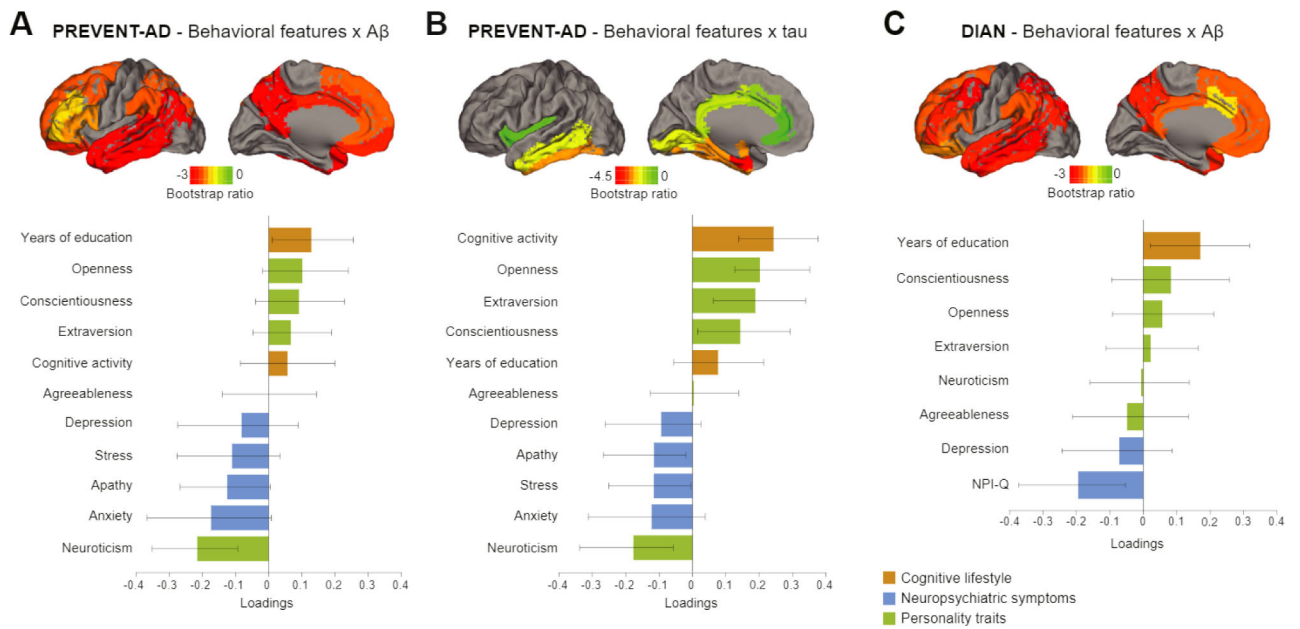 A PREVENT-AD - Behavioral features x Aβ
-3 0
Bootstrap ratio
Years of education
Openness
Conscientiousness
Extraversion
Cognitive activity
Agreeableness
Depression
Stress
Apathy
Anxiety
Neuroticism
-0.4 -0.3 -0.2 -0.1 0 0.1 0.2 0.3 0.4
Loadings
B PREVENT-AD - Behavioral features x tau
-4.5 0
Bootstrap ratio
Cognitive activity
Openness
Extraversion
Conscientiousness
Years of education
Agreeableness
Depression
Apathy
Stress
Anxiety
Neuroticism
-0.4 -0.3 -0.2 -0.1 0 0.1 0.2 0.3 0.4
Loadings
C DIAN - Behavioral features x Aβ
-3 0
Bootstrap ratio
Years of education
Conscientiousness
Openness
Extraversion
Neuroticism
Agreeableness
Depression
NPI-Q
-0.4 -0.3 -0.2 -0.1 0 0.1 0.2 0.3 0.4
Loadings
Cognitive lifestyle
Neuropsychiatric symptoms
Personality traits